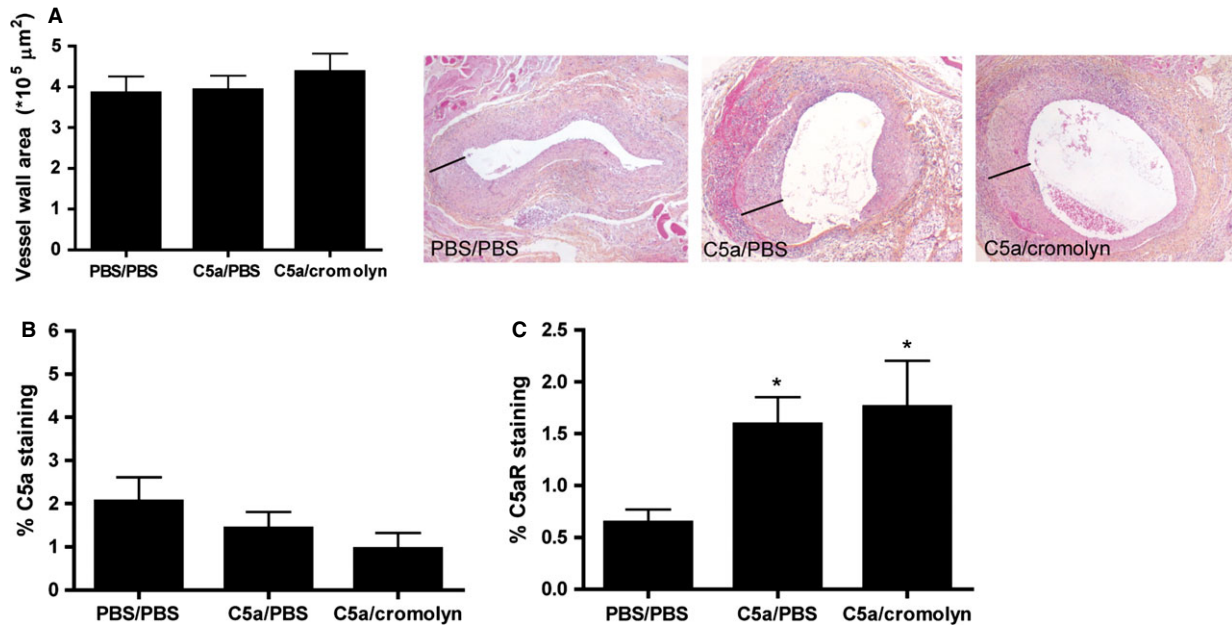 A
Vessel wall area (*10⁵ µm²)
5
4
3
2
1
0
PBS/PBS
C5a/PBS
C5a/cromolyn
PBS/PBS
C5a/PBS
C5a/cromolyn
B
% C5a staining
6
5
4
3
2
1
0
PBS/PBS
C5a/PBS
C5a/cromolyn
C
% C5aR staining
2.5
2.0
1.5
1.0
0.5
0.0
*
*
PBS/PBS
C5a/PBS
C5a/cromolyn